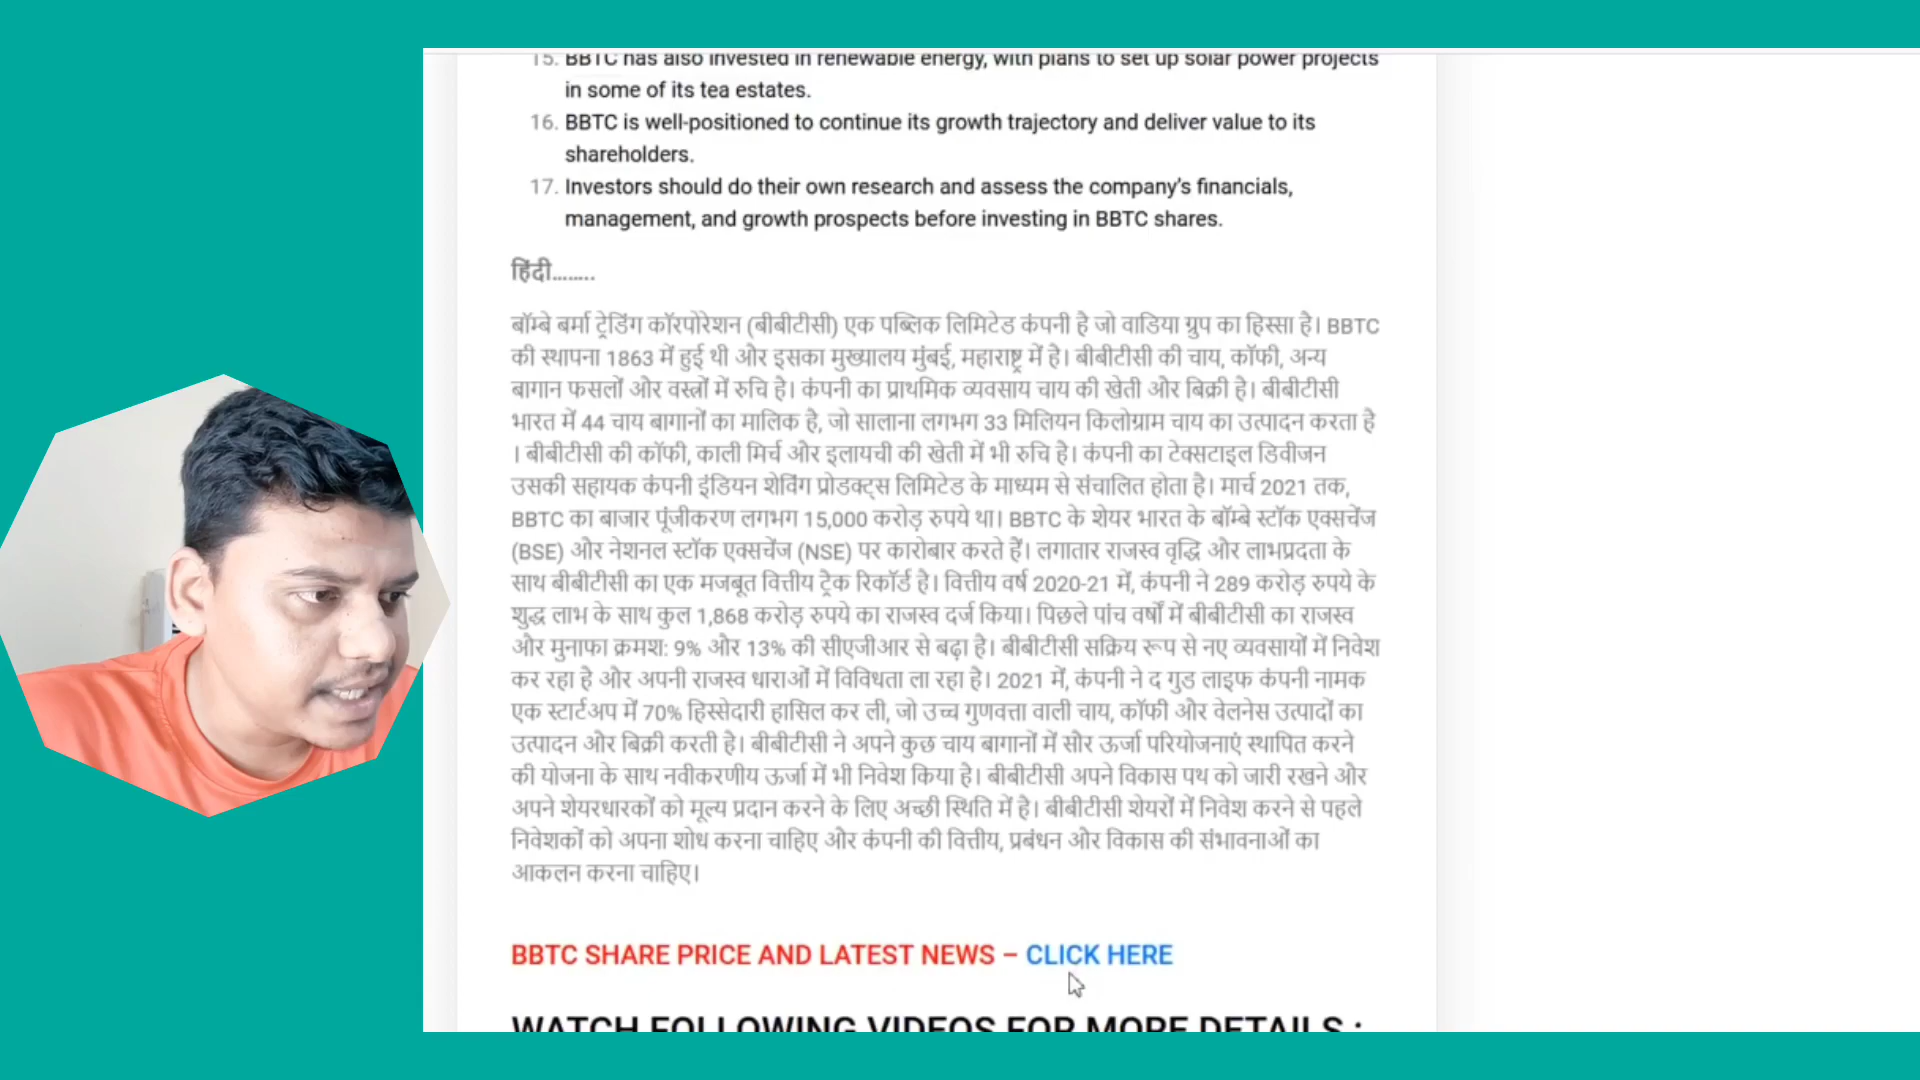 15. BBTC has also invested in renewable energy, with plans to set up solar power projects
in some of its tea estates.
16. BBTC is well-positioned to continue its growth trajectory and deliver value to its
shareholders.
17. Investors should do their own research and assess the company's financials,
management, and growth prospects before investing in BBTC shares.
हिंदी........
बॉम्बे बर्मा ट्रेडिंग कॉरपोरेशन (बीबीटीसी) एक पब्लिक लिमिटेड कंपनी है जो वाडिया ग्रुप का हिस्सा है। BBTC
की स्थापना 1863 में हुई थी और इसका मुख्यालय मुंबई, महाराष्ट्र में है। बीबीटीसी की चाय, कॉफी, अन्य
बागान फसलों और वस्त्रों में रुचि है। कंपनी का प्राथमिक व्यवसाय चाय की खेती और बिक्री है। बीबीटीसी
भारत में 44 चाय बागानों का मालिक है, जो सालाना लगभग 33 मिलियन किलोग्राम चाय का उत्पादन करता है
। बीबीटीसी की कॉफी, काली मिर्च और इलायची की खेती में भी रुचि है। कंपनी का टेक्सटाइल डिवीजन
उसकी सहायक कंपनी इंडियन शेविंग प्रोडक्ट्स लिमिटेड के माध्यम से संचालित होता है। मार्च 2021 तक,
BBTC का बाजार पूंजीकरण लगभग 15,000 करोड़ रुपये था। BBTC के शेयर भारत के बॉम्बे स्टॉक एक्सचेंज
(BSE) और नेशनल स्टॉक एक्सचेंज (NSE) पर कारोबार करते हैं। लगातार राजस्व वृद्धि और लाभप्रदता के
साथ बीबीटीसी का एक मजबूत वित्तीय ट्रैक रिकॉर्ड है। वित्तीय वर्ष 2020-21 में, कंपनी ने 289 करोड़ रुपये के
शुद्ध लाभ के साथ कुल 1,868 करोड़ रुपये का राजस्व दर्ज किया। पिछले पांच वर्षों में बीबीटीसी का राजस्व
और मुनाफा क्रमश: 9% और 13% की सीएजीआर से बढ़ा है। बीबीटीसी सक्रिय रूप से नए व्यवसायों में निवेश
कर रहा है और अपनी राजस्व धाराओं में विविधता ला रहा है। 2021 में, कंपनी ने द गुड लाइफ कंपनी नामक
एक स्टार्टअप में 70% हिस्सेदारी हासिल कर ली, जो उच्च गुणवत्ता वाली चाय, कॉफी और वेलनेस उत्पादों का
उत्पादन और बिक्री करती है। बीबीटीसी ने अपने कुछ चाय बागानों में सौर ऊर्जा परियोजनाएं स्थापित करने
की योजना के साथ नवीकरणीय ऊर्जा में भी निवेश किया है। बीबीटीसी अपने विकास पथ को जारी रखने और
अपने शेयरधारकों को मूल्य प्रदान करने के लिए अच्छी स्थिति में है। बीबीटीसी शेयरों में निवेश करने से पहले
निवेशकों को अपना शोध करना चाहिए और कंपनी की वित्तीय, प्रबंधन और विकास की संभावनाओं का
आकलन करना चाहिए।
BBTC SHARE PRICE AND LATEST NEWS – CLICK HERE
WATCH FOLLOWING VIDEOS FOR MORE DETAILS :